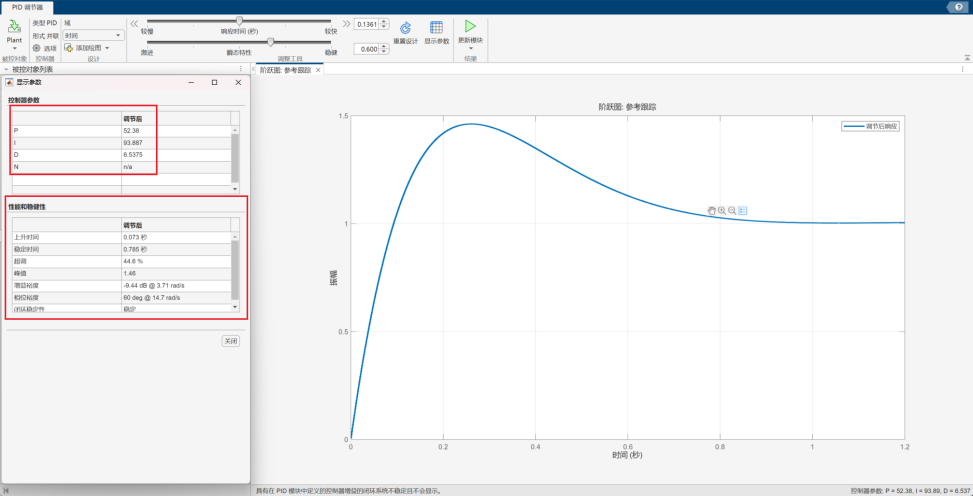 PID 调节器
Plant
类型 PID 域
形式 并联 时间
选项 添加绘图
被控对象 控制器 设计
较慢 响应时间 (秒) 较快 0.1361
激进 瞬态特性 稳健 0.600
调整工具
重置设计 显示参数
更新模块
结果
被控对象列表
阶跃图: 参考跟踪
显示参数
控制器参数
调节后
P 52.38
I 93.887
D 6.5375
N n/a
性能和稳健性
调节后
上升时间 0.073 秒
稳定时间 0.785 秒
超调 44.6 %
峰值 1.46
增益裕度 -9.44 dB @ 3.71 rad/s
相位裕度 60 deg @ 14.7 rad/s
闭环稳定性 稳定
关闭
阶跃图: 参考跟踪
调节后响应
1.5
1
0.5
0
振幅
0 0.2 0.4 0.6 0.8 1 1.2
时间 (秒)
具有在 PID 模块中定义的控制器增益的闭环系统不稳定且不会显示。
控制器参数: P = 52.38, I = 93.89, D = 6.537